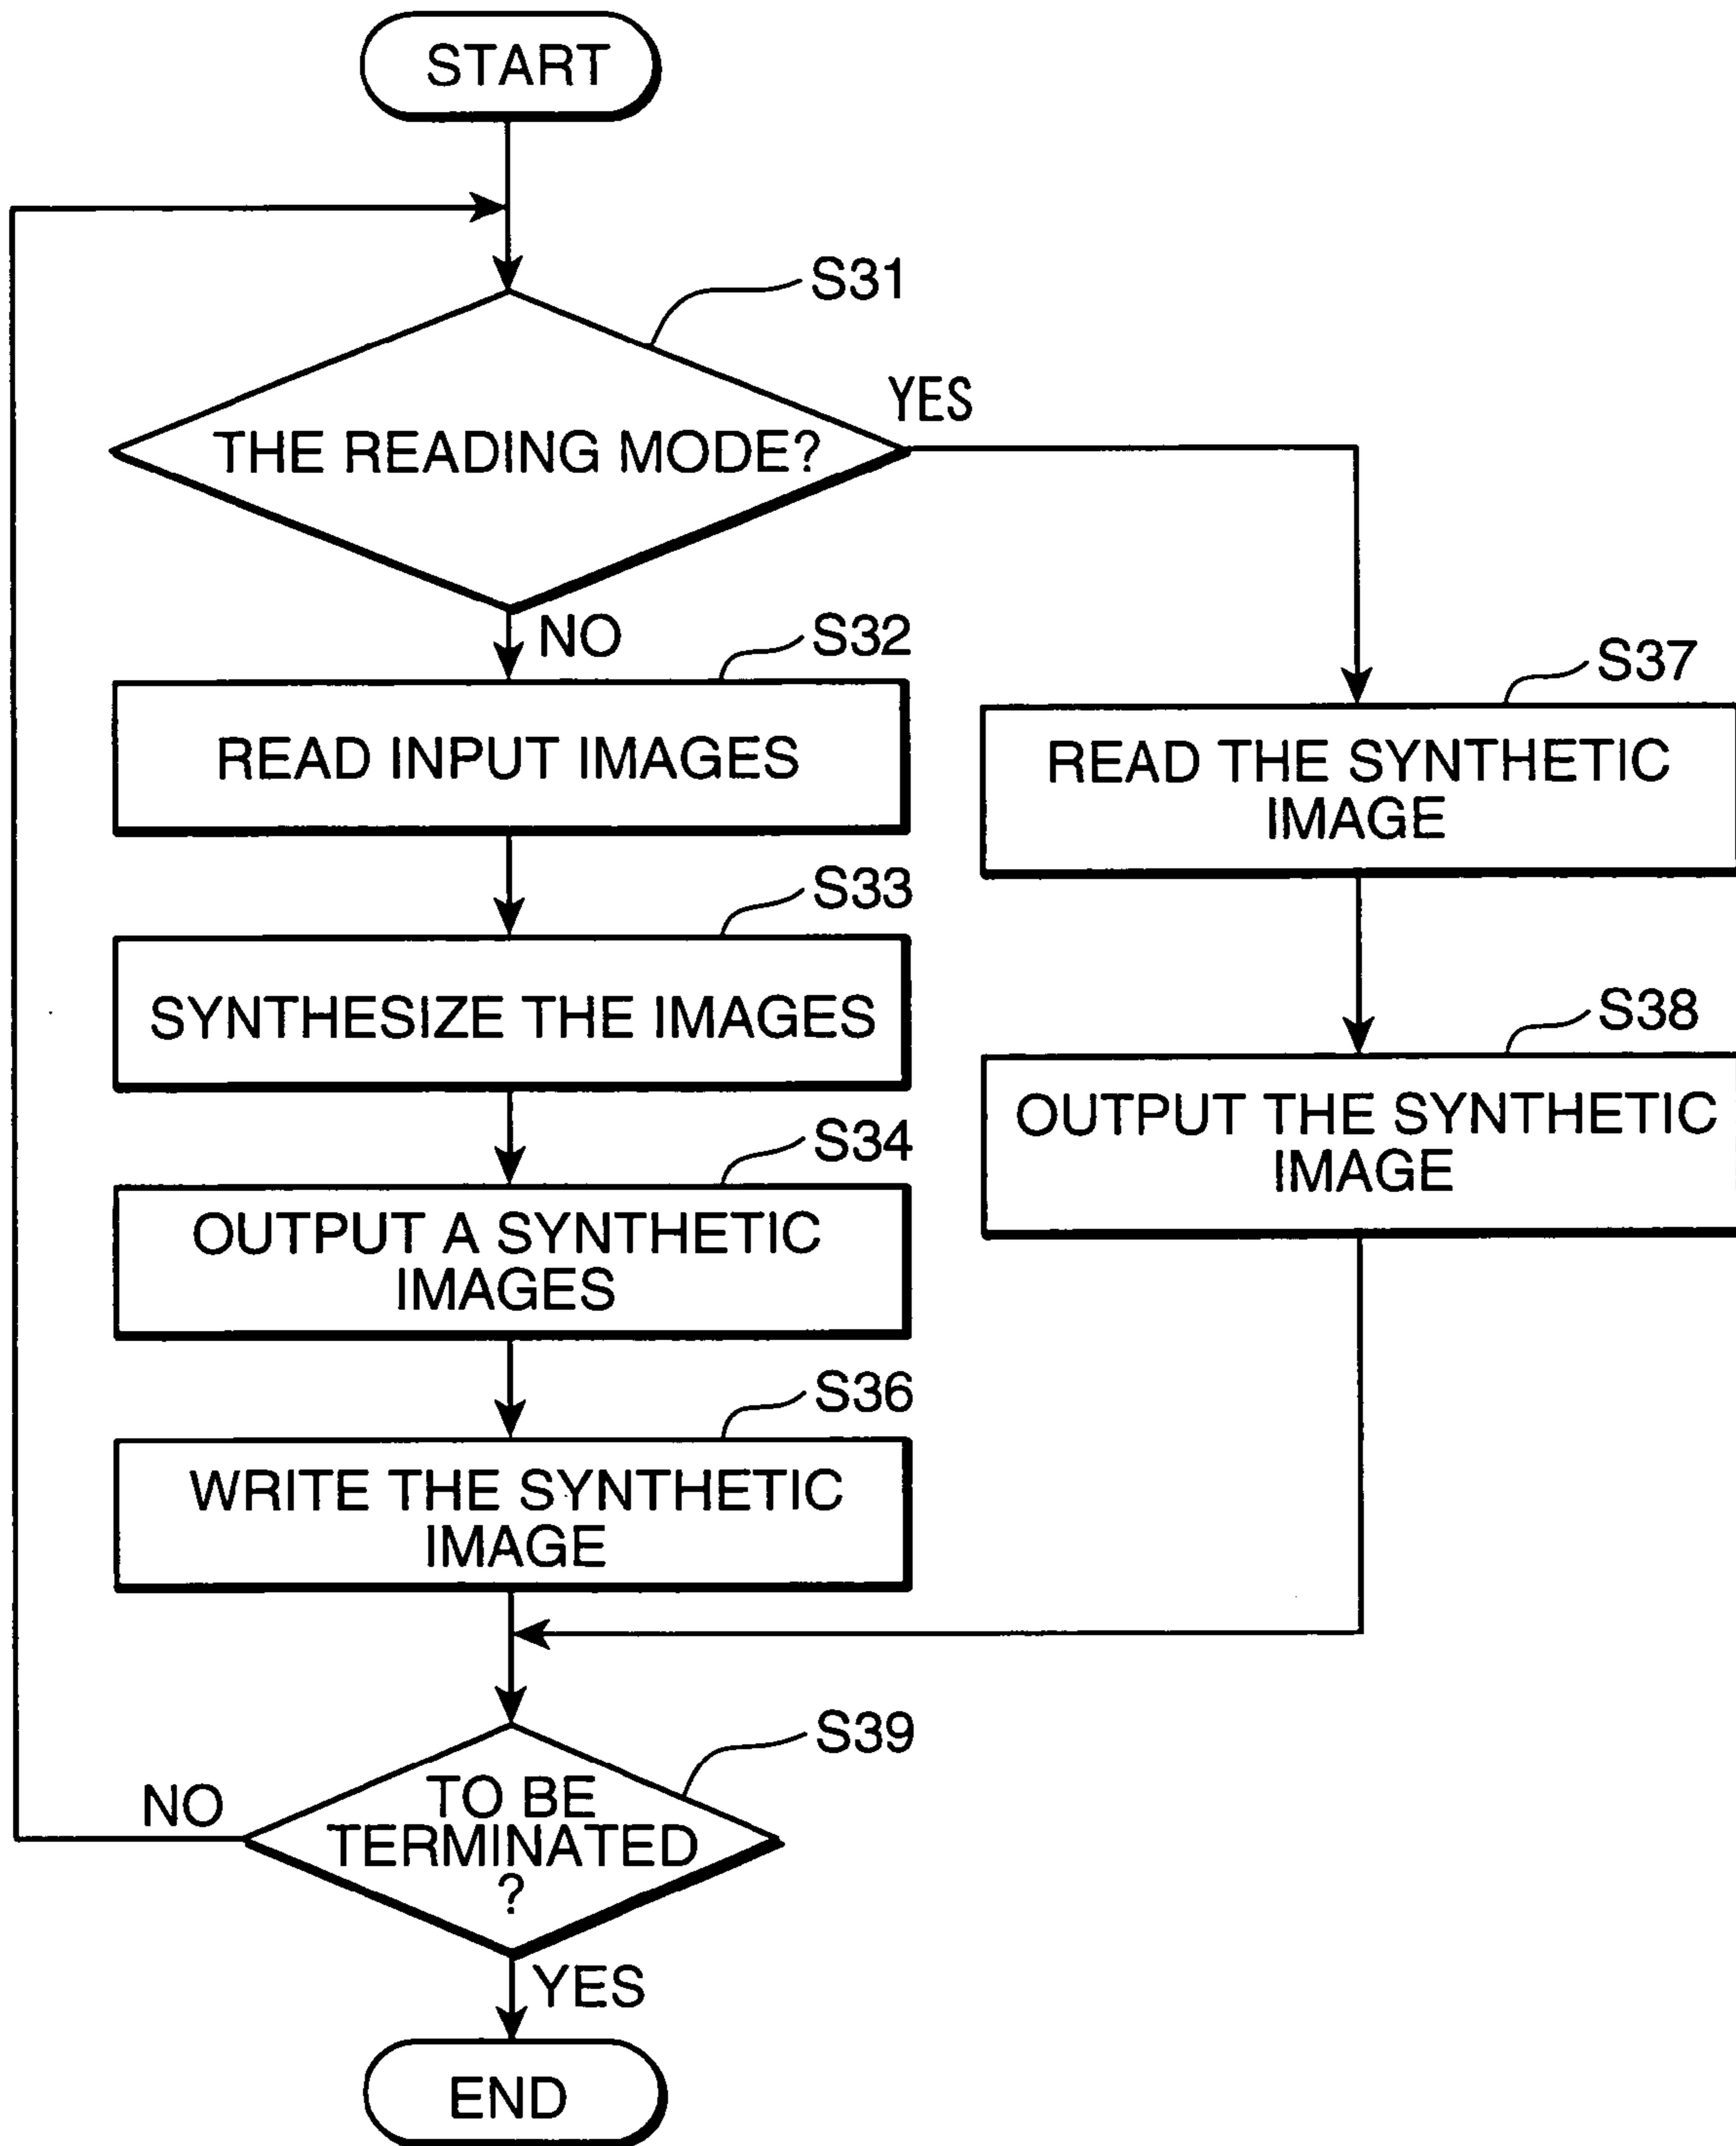 START
S31
THE READING MODE?
YES
NO
S32
READ INPUT IMAGES
S33
SYNTHESIZE THE IMAGES
S34
OUTPUT A SYNTHETIC
IMAGES
S36
WRITE THE SYNTHETIC
IMAGE
S37
READ THE SYNTHETIC
IMAGE
S38
OUTPUT THE SYNTHETIC
IMAGE
S39
TO BE
TERMINATED
?
NO
YES
END